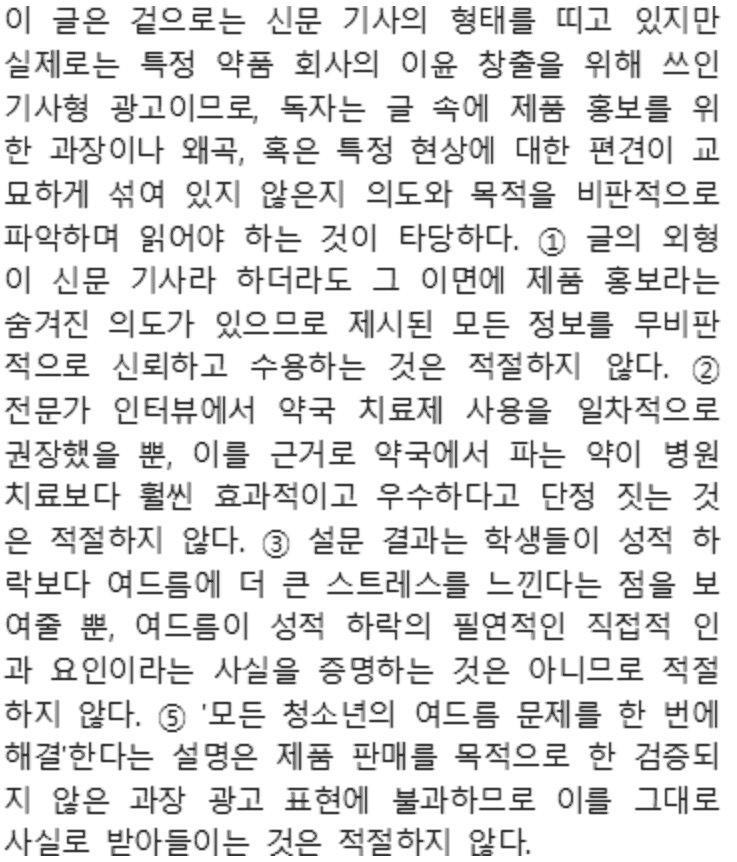 이 글은 겉으로는 신문 기사의 형태를 띠고 있지만
실제로는 특정 약품 회사의 이윤 창출을 위해 쓰인
기사형 광고이므로, 독자는 글 속에 제품 홍보를 위
한 과장이나 왜곡, 혹은 특정 현상에 대한 편견이 교
묘하게 섞여 있지 않은지 의도와 목적을 비판적으로
파악하며 읽어야 하는 것이 타당하다. ① 글의 외형
이 신문 기사라 하더라도 그 이면에 제품 홍보라는
숨겨진 의도가 있으므로 제시된 모든 정보를 무비판
적으로 신뢰하고 수용하는 것은 적절하지 않다. ②
전문가 인터뷰에서 약국 치료제 사용을 일차적으로
권장했을 뿐, 이를 근거로 약국에서 파는 약이 병원
치료보다 훨씬 효과적이고 우수하다고 단정 짓는 것
은 적절하지 않다. ③ 설문 결과는 학생들이 성적 하
락보다 여드름에 더 큰 스트레스를 느낀다는 점을 보
여줄 뿐, 여드름이 성적 하락의 필연적인 직접적 인
과 요인이라는 사실을 증명하는 것은 아니므로 적절
하지 않다. ⑤ '모든 청소년의 여드름 문제를 한 번에
해결'한다는 설명은 제품 판매를 목적으로 한 검증되
지 않은 과장 광고 표현에 불과하므로 이를 그대로
사실로 받아들이는 것은 적절하지 않다.